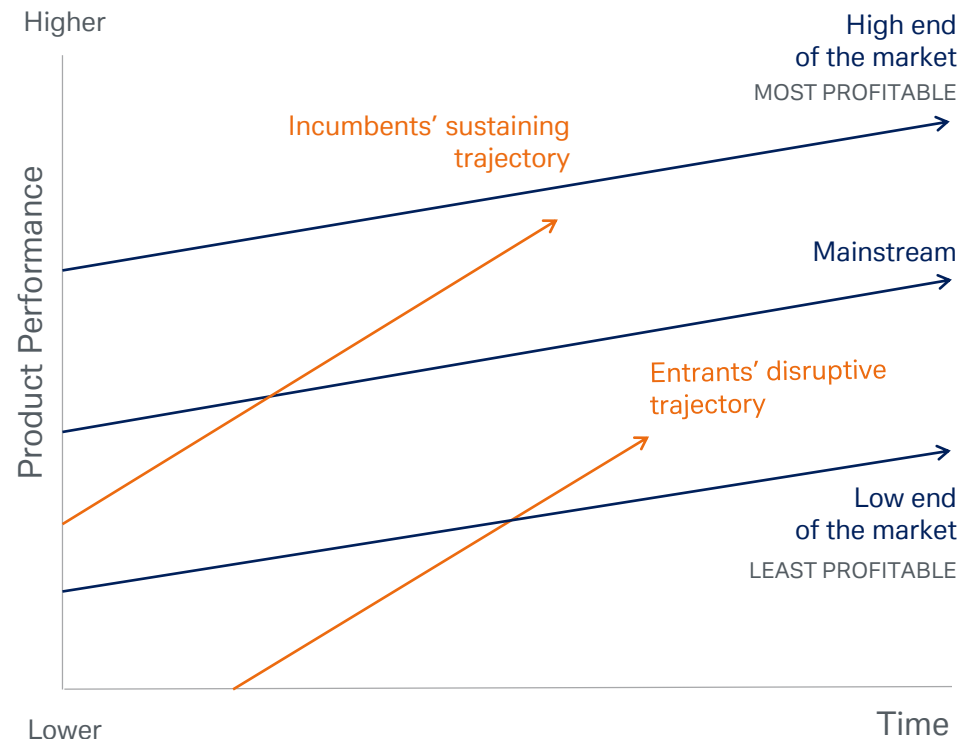 Higher
High end
of the market
MOST PROFITABLE
Incumbents’ sustaining
trajectory
Product Performance
Mainstream
Entrants’ disruptive
trajectory
Low end
of the market
LEAST PROFITABLE
Lower
Time